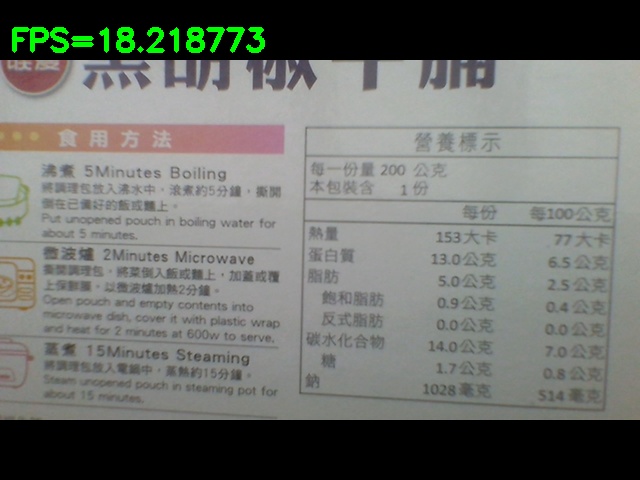 FPS=18.218773
黑胡椒牛腩
食用方法
沸煮 5Minutes Boiling
將調理包放入沸水中，滾煮約5分鐘，撕開
倒在已備好的飯或麵上。
Put unopened pouch in boiling water for
about 5 minutes.
微波爐 2Minutes Microwave
撕開調理包，將菜倒入飯或麵上，加蓋或覆
上保鮮膜，以微波爐加熱2分鐘。
Open pouch and empty contents into
microwave dish, cover it with plastic wrap
and heat for 2 minutes at 600w to serve.
蒸煮 15Minutes Steaming
將調理包放入電鍋中，蒸熱約15分鐘。
Steam unopened pouch in steaming pot for
about 15 minutes.
營養標示
每一份量 200 公克
本包裝含 1 份
每份 每100公克
熱量 153大卡 77 大卡
蛋白質 13.0公克 6.5 公克
脂肪 5.0公克 2.5 公克
飽和脂肪 0.9公克 0.4 公克
反式脂肪 0.0公克 0.0 公克
碳水化合物 14.0公克 7.0 公克
糖 1.7公克 0.8 公克
鈉 1028毫克 514 毫克